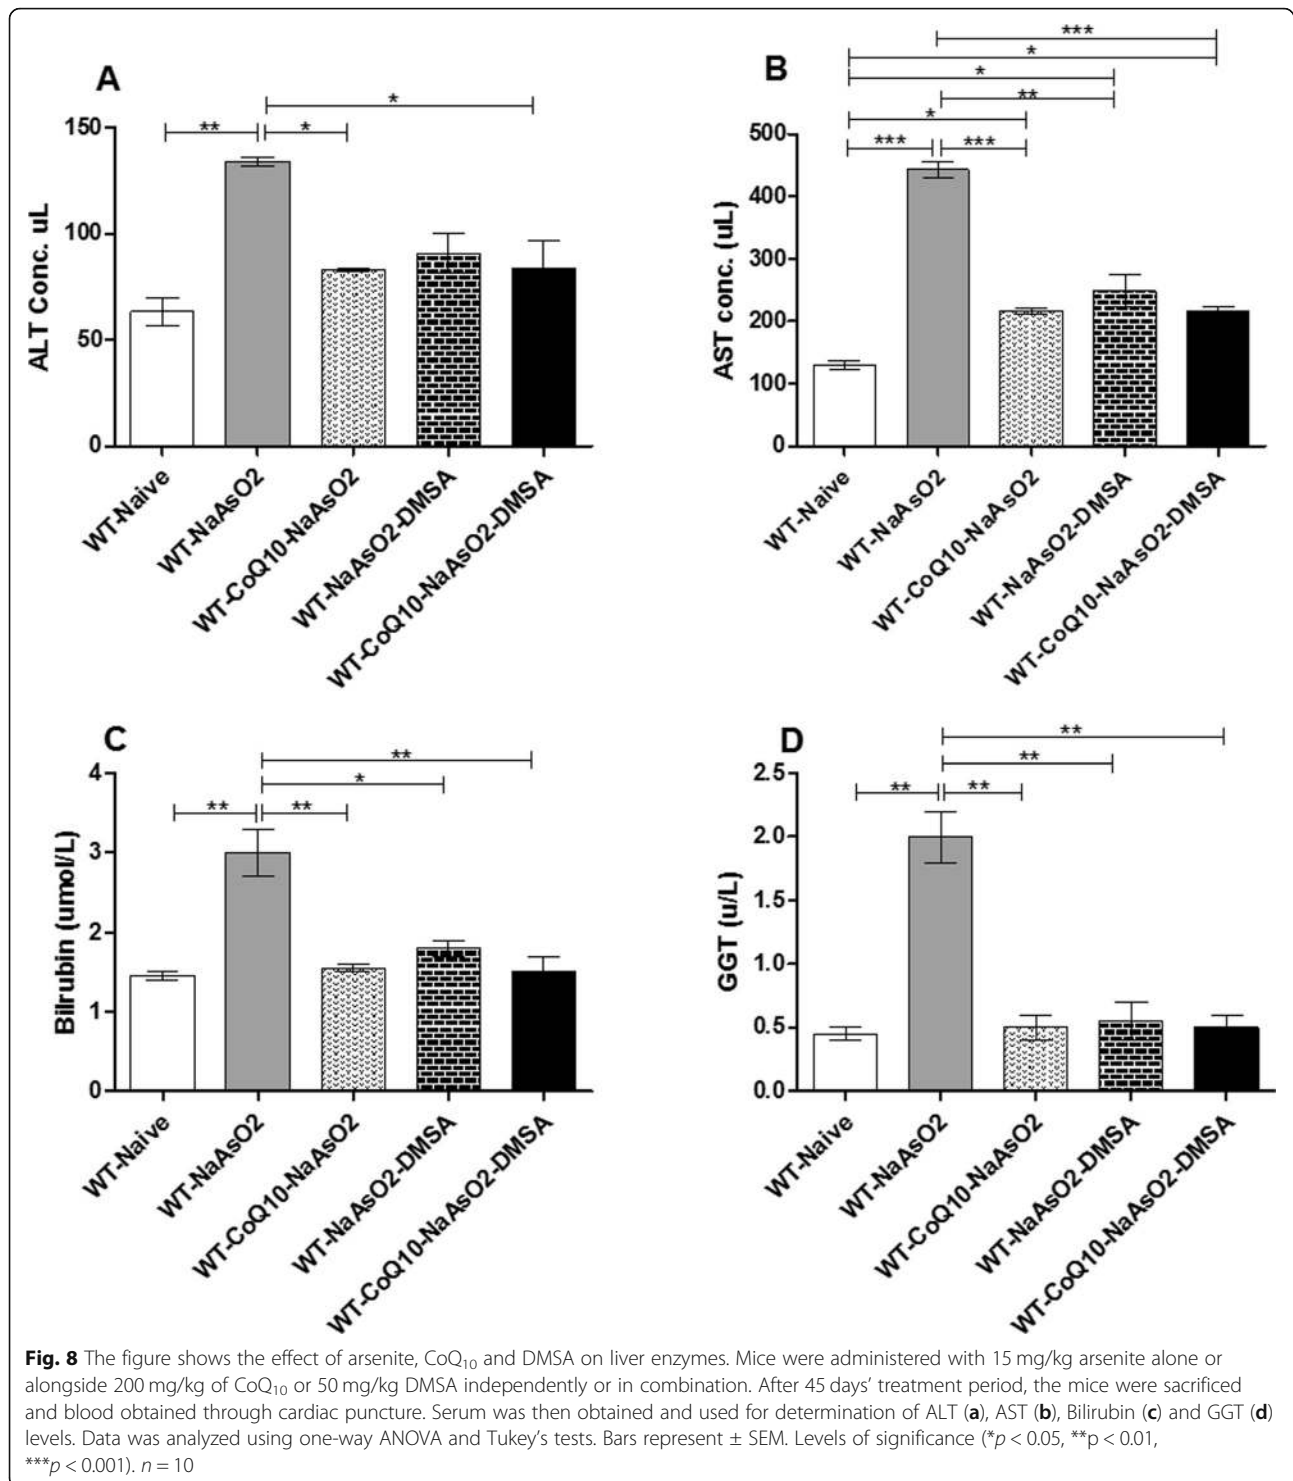 A
*
** *
150
100
50
0
ALT Conc. uL
WT-Naive
WT-NaAsO2
WT-CoQ10-NaAsO2
WT-NaAsO2-DMSA
WT-CoQ10-NaAsO2-DMSA
B
***
*
*
**
*
*** ***
500
400
300
200
100
0
AST conc. (uL)
WT-Naive
WT-NaAsO2
WT-CoQ10-NaAsO2
WT-NaAsO2-DMSA
WT-CoQ10-NaAsO2-DMSA
C
**
*
** **
4
3
2
1
0
Bilrubin (umol/L)
WT-Naive
WT-NaAsO2
WT-CoQ10-NaAsO2
WT-NaAsO2-DMSA
WT-CoQ10-NaAsO2-DMSA
D
**
**
** **
2.5
2.0
1.5
1.0
0.5
0.0
GGT (u/L)
WT-Naive
WT-NaAsO2
WT-CoQ10-NaAsO2
WT-NaAsO2-DMSA
WT-CoQ10-NaAsO2-DMSA
Fig. 8 The figure shows the effect of arsenite, CoQ10 and DMSA on liver enzymes. Mice were administered with 15 mg/kg arsenite alone or
alongside 200 mg/kg of CoQ10 or 50 mg/kg DMSA independently or in combination. After 45 days’ treatment period, the mice were sacrificed
and blood obtained through cardiac puncture. Serum was then obtained and used for determination of ALT (a), AST (b), Bilirubin (c) and GGT (d)
levels. Data was analyzed using one-way ANOVA and Tukey’s tests. Bars represent ± SEM. Levels of significance (*p < 0.05, **p < 0.01,
***p < 0.001). n = 10